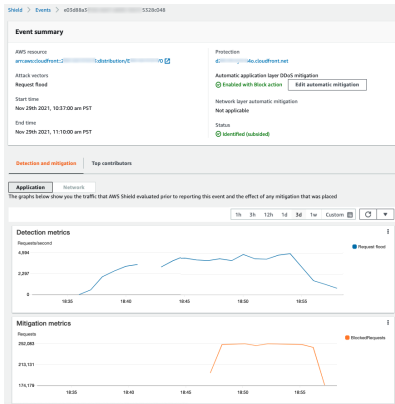 Shield > Events > e03d88a3 5328c048
Event summary
AWS resource
Protection
arn:aws:cloudfront::2 :distribution/E /0
d2 4o.cloudfront.net
Attack vectors
Automatic application layer DDoS mitigation
Request flood
Enabled with Block action Edit automatic mitigation
Start time
Network layer automatic mitigation
Nov 29th 2021, 10:37:00 am PST
Not applicable
End time
Status
Nov 29th 2021, 11:10:00 am PST
Identified (subsided)
Detection and mitigation Top contributors
Application Network
The graphs below show you the traffic that AWS Shield evaluated prior to reporting this event and the effect of any mitigation that was placed
1h 3h 12h 1d 3d 1w Custom
Detection metrics
Requests/second
4,594
Request flood
2,297
0
18:35 18:40 18:45 18:50 18:55
Mitigation metrics
Requests
252,083
BlockedRequests
213,131
174,179
18:35 18:40 18:45 18:50 18:55